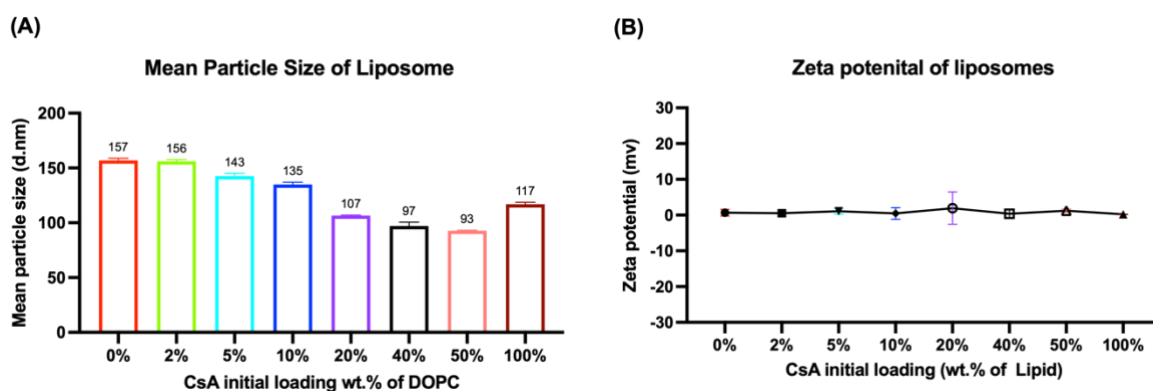 (A)
Mean Particle Size of Liposome
Mean particle size (d.nm)
200
150
100
50
0
157
156
143
135
107
97
93
117
0% 2% 5% 10% 20% 40% 50% 100%
CsA initial loading wt.% of DOPC
(B)
Zeta potenital of liposomes
Zeta potential (mv)
30
20
10
0
-10
-20
-30
0% 2% 5% 10% 20% 40% 50% 100%
CsA initial loading (wt.% of Lipid)